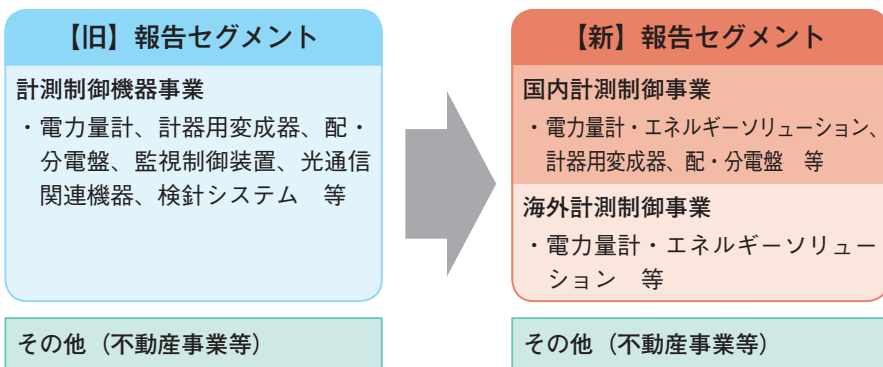 【旧】報告セグメント
計測制御機器事業
・電力量計、計器用変成器、配・
分電盤、監視制御装置、光通信
関連機器、検針システム　等
その他（不動産事業等）
【新】報告セグメント
国内計測制御事業
・電力量計・エネルギーソリューション、
計器用変成器、配・分電盤　等
海外計測制御事業
・電力量計・エネルギーソリュー
ション　等
その他（不動産事業等）